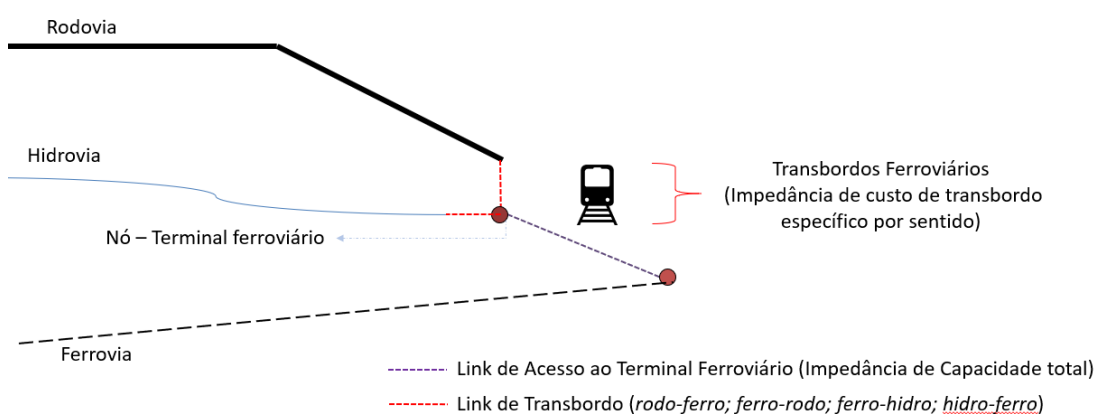 Rodovia
Hidrovia
Transbordos Ferroviários
(Impedância de custo de transbordo
específico por sentido)
Nó – Terminal ferroviário
Ferrovia
Link de Acesso ao Terminal Ferroviário (Impedância de Capacidade total)
Link de Transbordo (rodo-ferro; ferro-rodo; ferro-hidro; hidro-ferro)